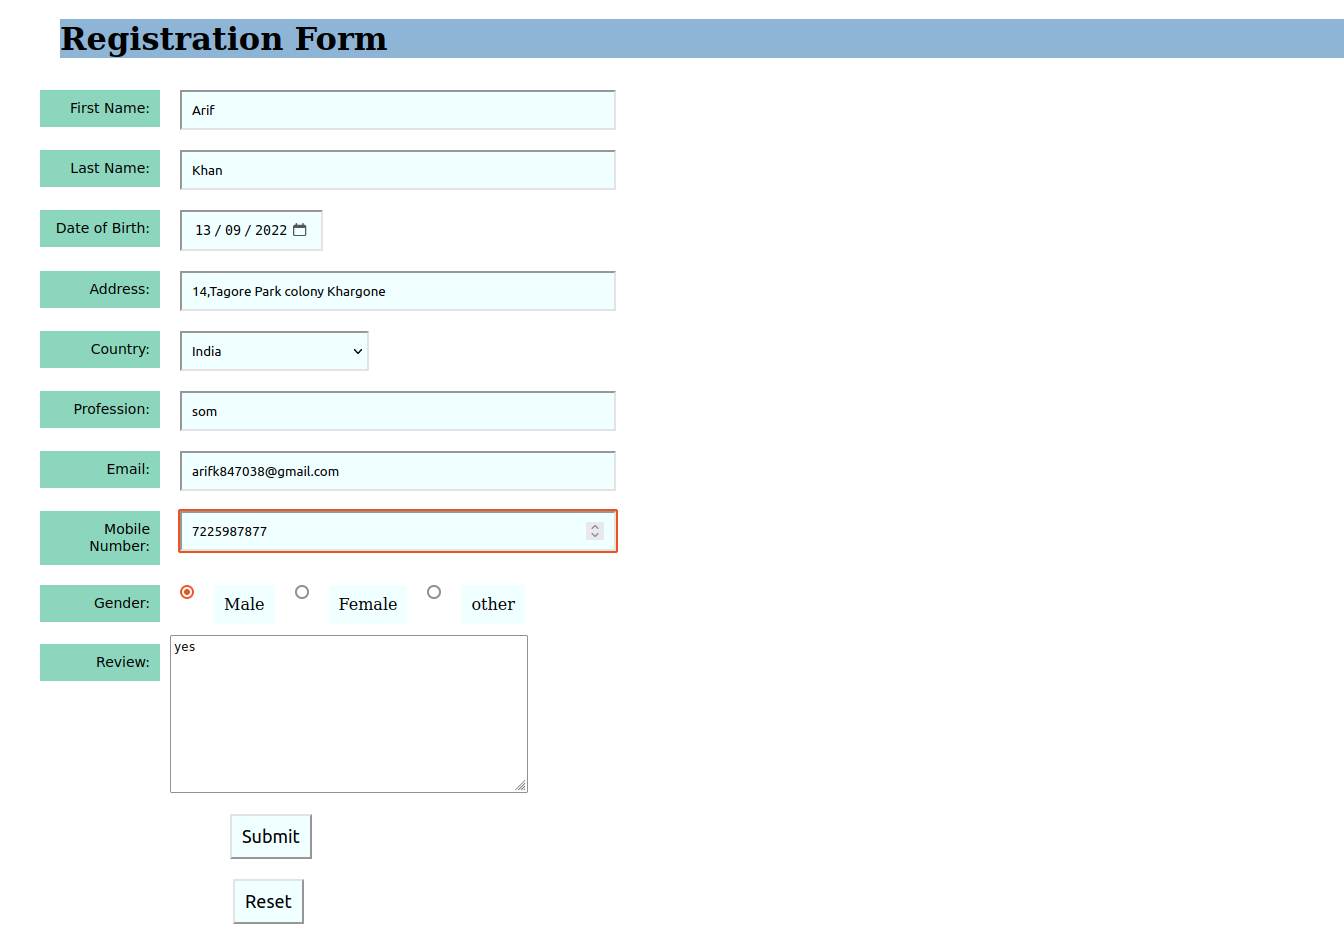 Registration Form
First Name: Arif
Last Name: Khan
Date of Birth: 13 / 09 / 2022
Address: 14,Tagore Park colony Khargone
Country: India
Profession: som
Email: arifk847038@gmail.com
Mobile
Number: 7225987877
Gender: Male Female other
Review: yes
Submit
Reset